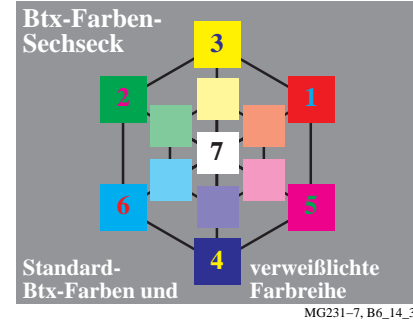 Btx-Farben-
Sechseck
3
2
1
7
6
5
4
Standard-
Btx-Farben und
verweißlichte
Farbreihe
MG231–7, B6_14_3